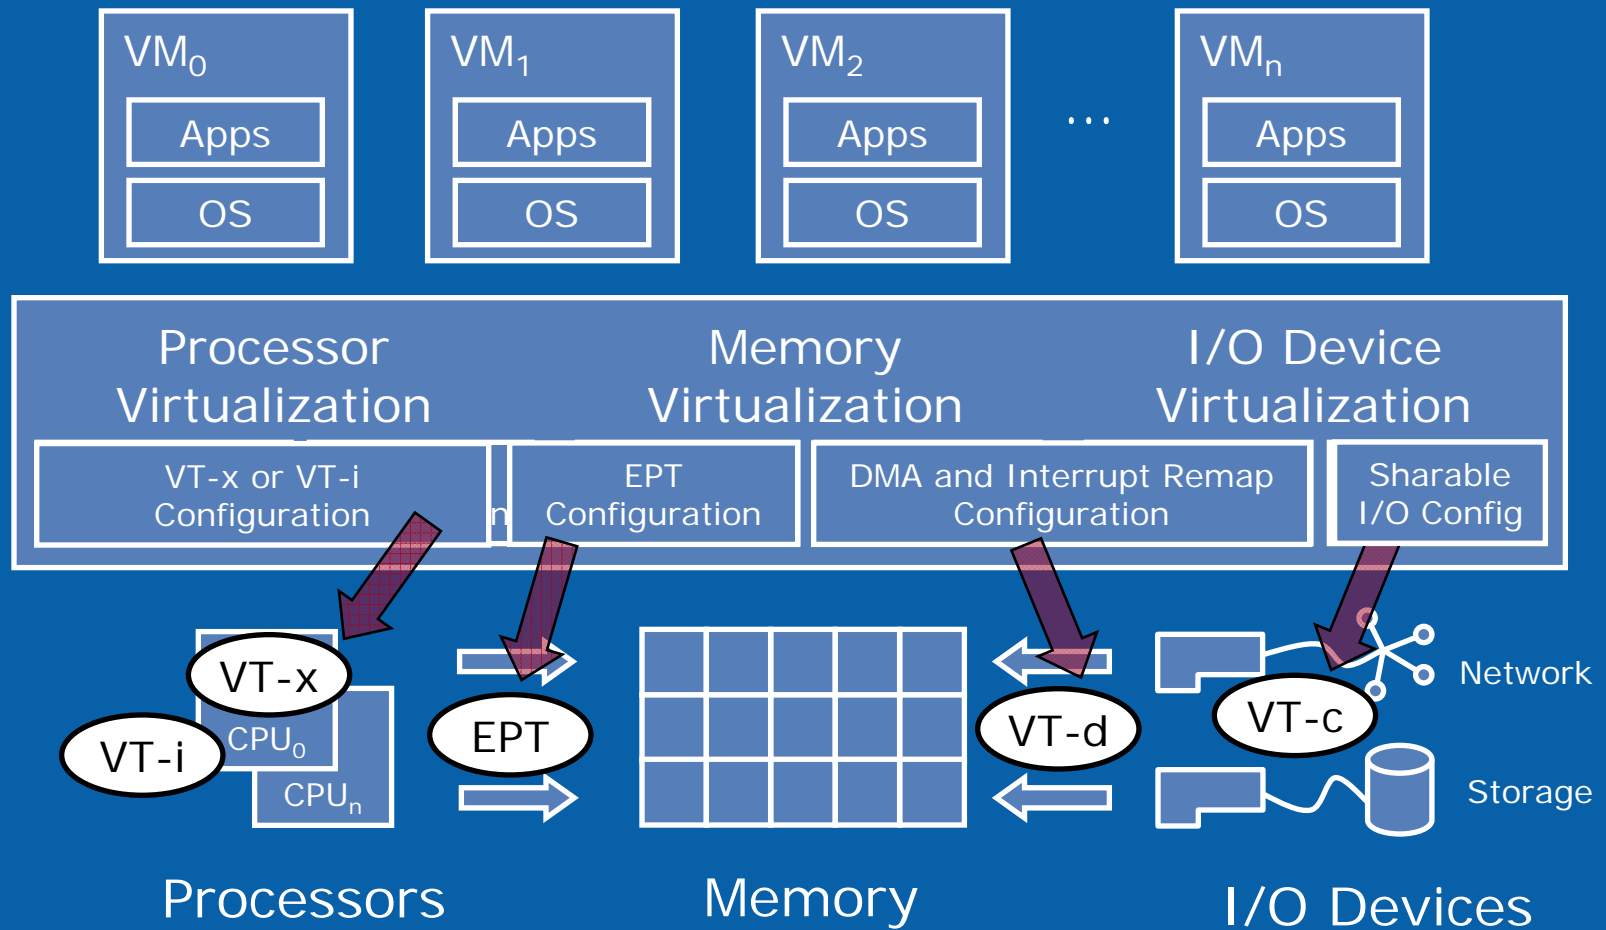 VM0
Apps
OS
VM1
Apps
OS
VM2
Apps
OS
...
VMn
Apps
OS
Processor
Virtualization
Memory
Virtualization
I/O Device
Virtualization
VT-x or VT-i
Configuration
n
EPT
Configuration
DMA and Interrupt Remap
Configuration
Sharable
I/O Config
VT-x
VT-i
CPU0
CPUn
EPT
VT-d
VT-c
Network
Storage
Processors
Memory
I/O Devices